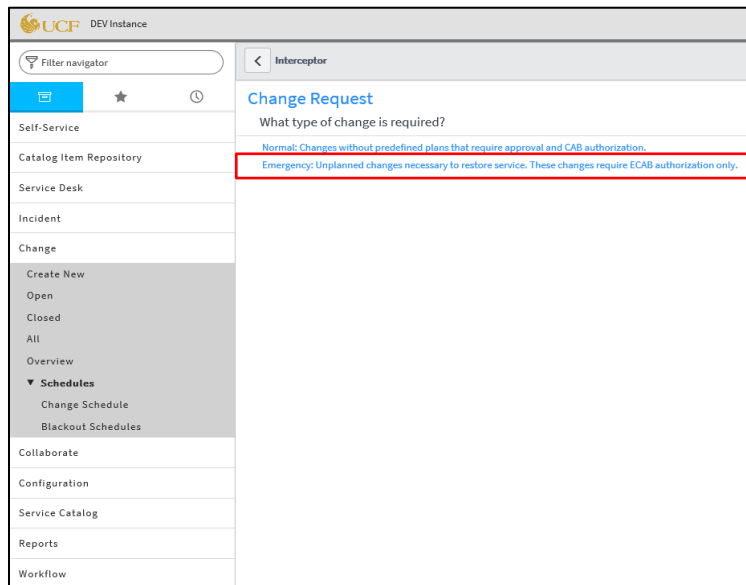 UCF DEV Instance
Filter navigator
Interceptor
Change Request
What type of change is required?
Normal: Changes without predefined plans that require approval and CAB authorization.
Emergency: Unplanned changes necessary to restore service. These changes require ECAB authorization only.
Self-Service
Catalog Item Repository
Service Desk
Incident
Change
Create New
Open
Closed
All
Overview
Schedules
Change Schedule
Blackout Schedules
Collaborate
Configuration
Service Catalog
Reports
Workflow